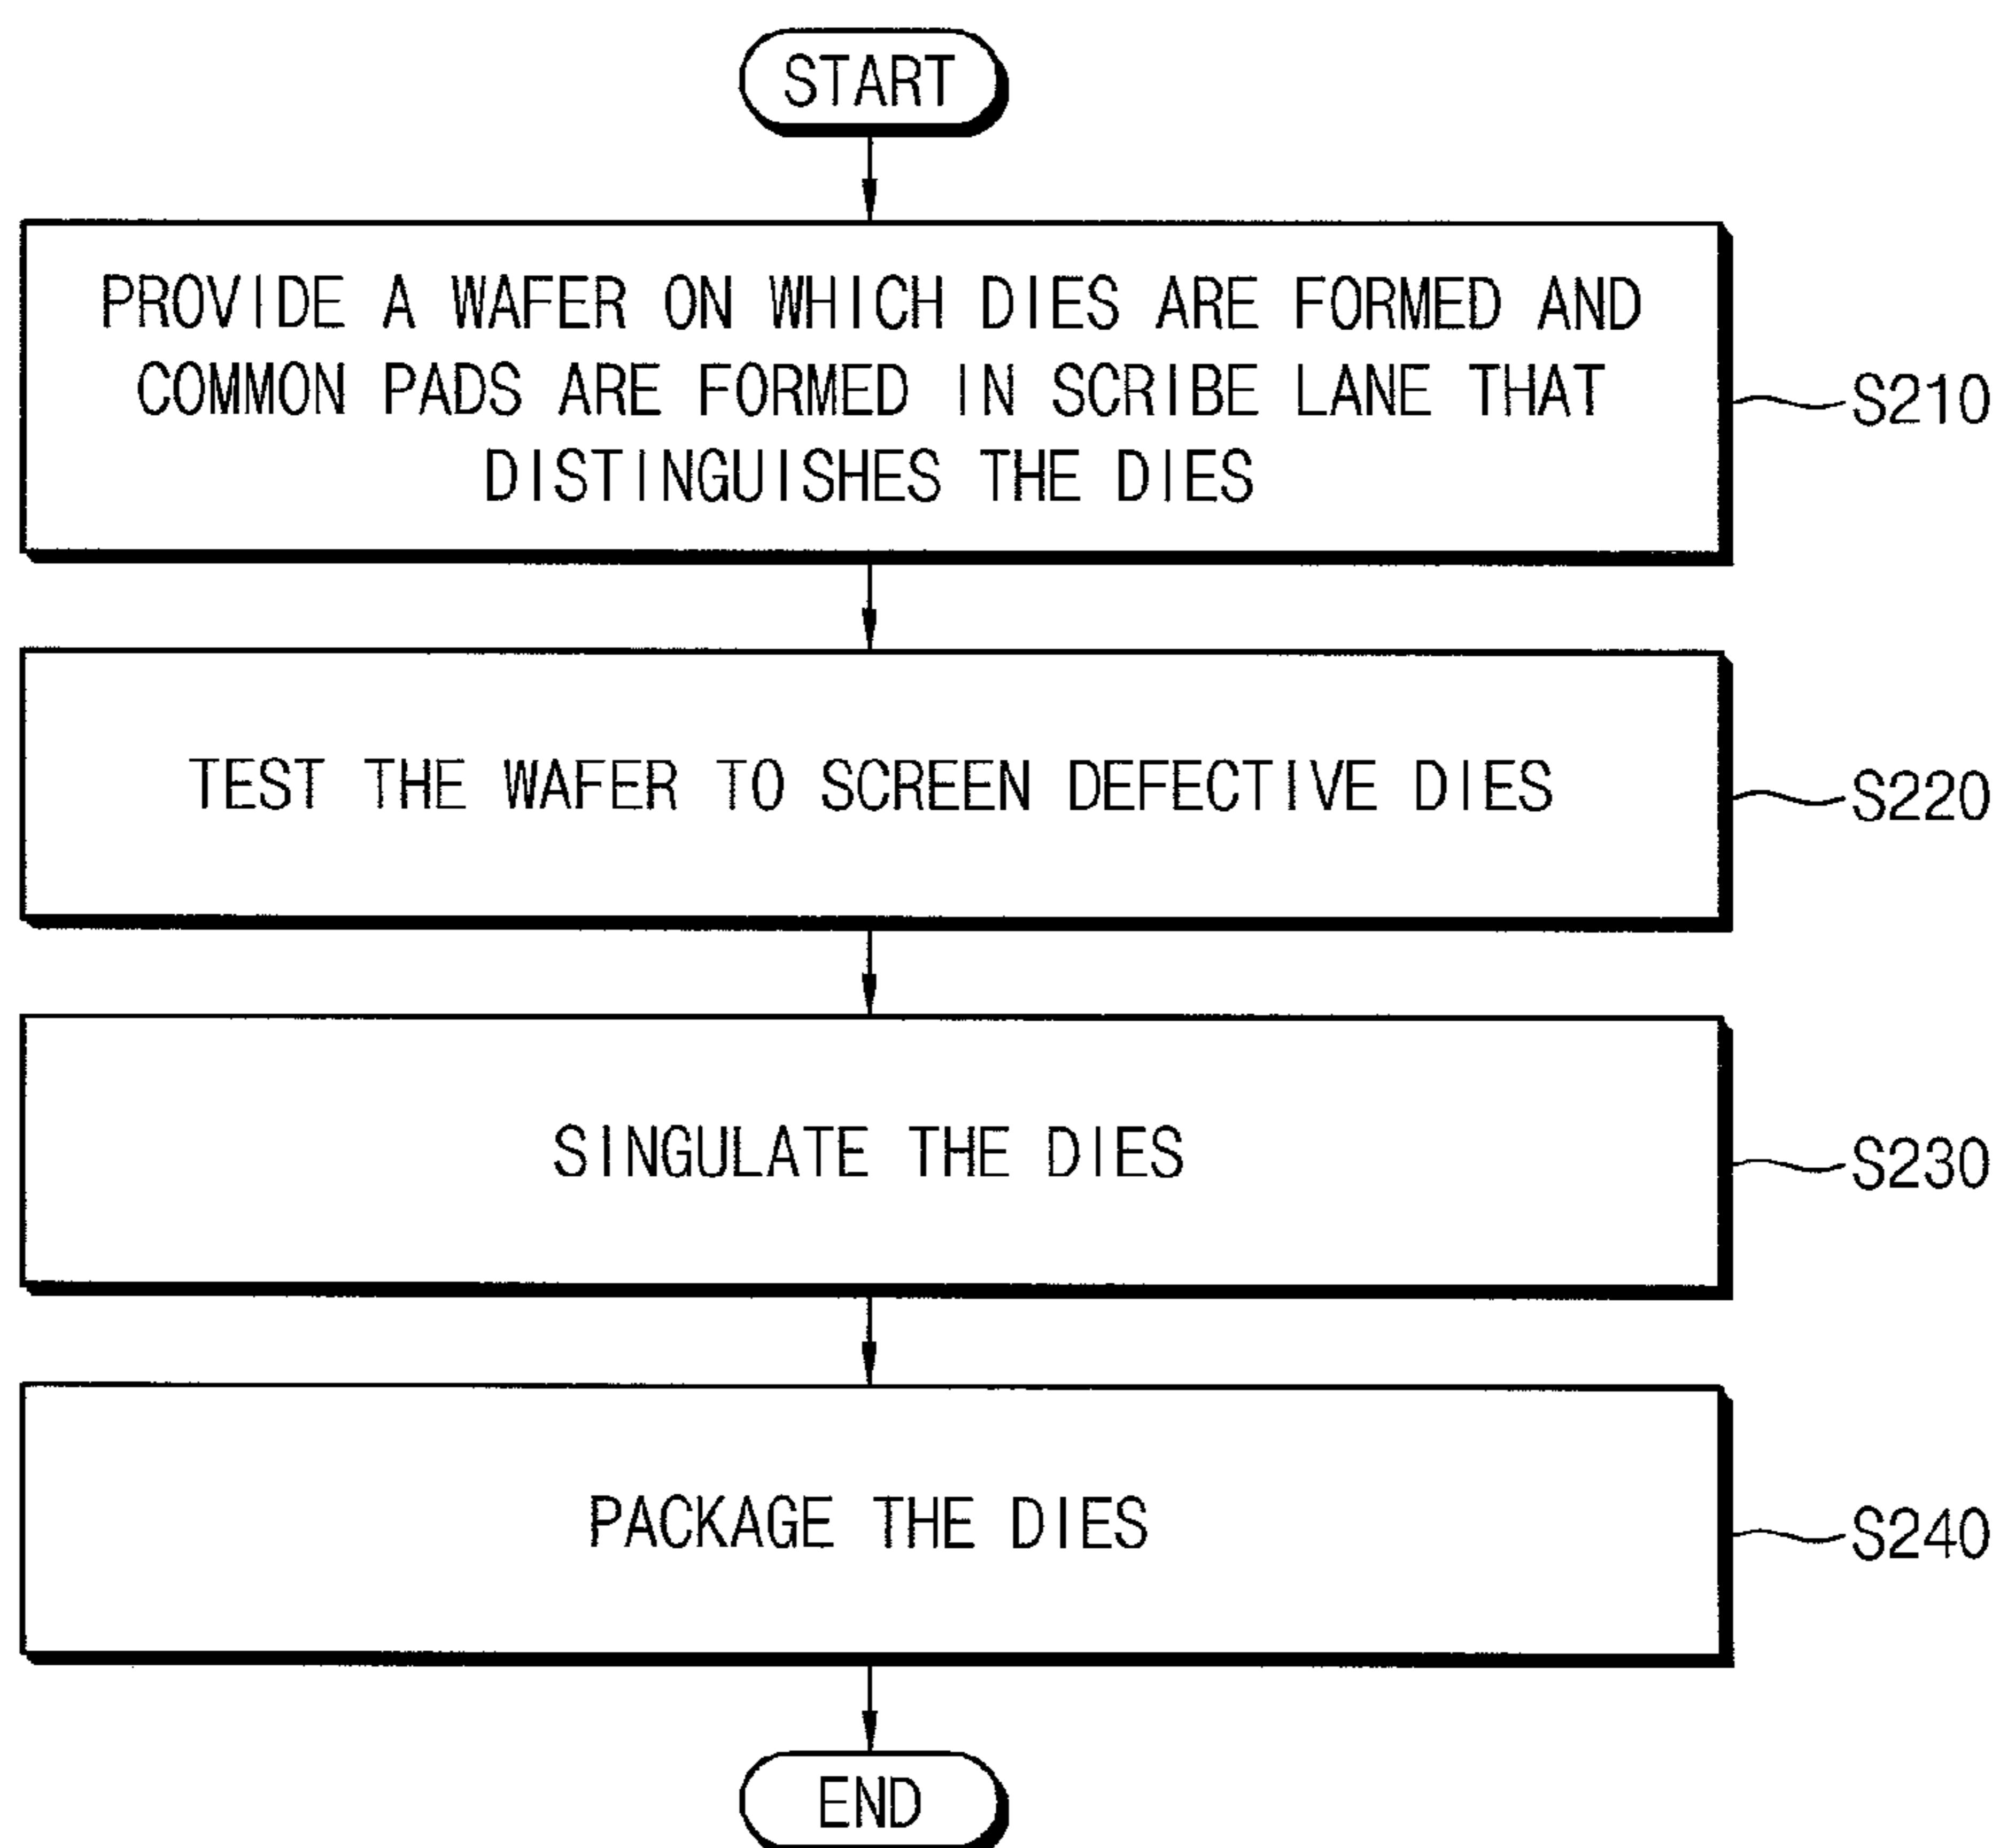 START
PROVIDE A WAFER ON WHICH DIES ARE FORMED AND
COMMON PADS ARE FORMED IN SCRIBE LANE THAT
DISTINGUISHES THE DIES
S210
TEST THE WAFER TO SCREEN DEFECTIVE DIES
S220
SINGULATE THE DIES
S230
PACKAGE THE DIES
S240
END